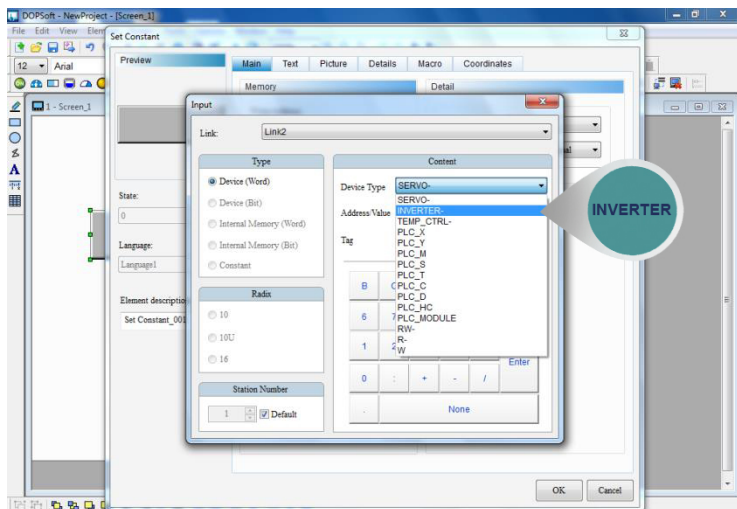 DOPSoft - NewProject - [Screen_1]
File Edit View Elem
Set Constant
12 Arial
Preview
Main Text Picture Details Macro Coordinates
Memory Detail
1 - Screen_1
Input
Link: Link2
Type
Device (Word)
Device (Bit)
Internal Memory (Word)
Internal Memory (Bit)
Constant
Radix
10
10U
16
Station Number
1 Default
Content
Device Type SERVO-
Address/Value
Tag
SERVO-
INVERTER-
TEMP_CTRL-
PLC_X
PLC_Y
PLC_M
PLC_S
PLC_T
PLC_C
PLC_D
PLC_HC
PLC_MODULE
RW-
R-
W
B C
6 7
1 2
Enter
0 : + - /
. None
INVERTER
State:
0
Language:
Language1
Element descriptio
Set Constant_001
OK Cancel